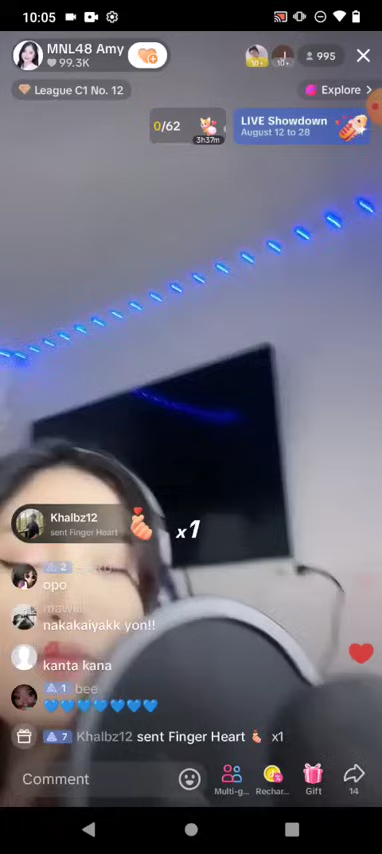 10:05
MNL48 Amy
99.3K
10+
10+
995
League C1 No. 12
Explore >
0/62
3h37m
LIVE Showdown
August 12 to 28
Khalbz12
sent Finger Heart
x1
2
opo
nakakaiyakk yon!!
kanta kana
1 bee
💙💙💙💙💙💙💙
7 Khalbz12 sent Finger Heart x1
Comment
Multi-g...
Rechar...
Gift
14